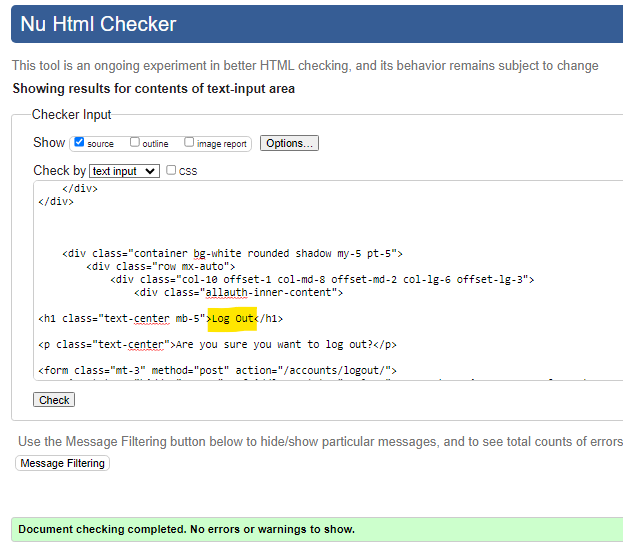 Nu Html Checker
This tool is an ongoing experiment in better HTML checking, and its behavior remains subject to change
Showing results for contents of text-input area
Checker Input
Show source outline image report Options...
Check by text input CSS
</div>
</div>
<div class="container bg-white rounded shadow my-5 pt-5">
<div class="row mx-auto">
<div class="col-10 offset-1 col-md-8 offset-md-2 col-lg-6 offset-lg-3">
<div class="allauth-inner-content">
<h1 class="text-center mb-5">Log Out</h1>
<p class="text-center">Are you sure you want to log out?</p>
<form class="mt-3" method="post" action="/accounts/logout/">
Check
Use the Message Filtering button below to hide/show particular messages, and to see total counts of errors
Message Filtering
Document checking completed. No errors or warnings to show.